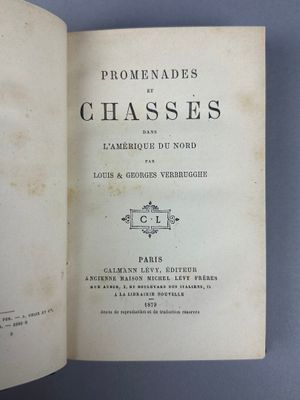 PROMENADES
ET
CHASSES
DANS
L'AMÉRIQUE DU NORD
PAR
LOUIS & GEORGES VERBRUGGHE
C · L
PARIS
CALMANN LÉVY, ÉDITEUR
ANCIENNE MAISON MICHEL LÉVY FRÈRES
RUE AUBER, 3, ET BOULEVARD DES ITALIENS, 15
A LA LIBRAIRIE NOUVELLE
1879
Droits de reproduction et de traduction réservés